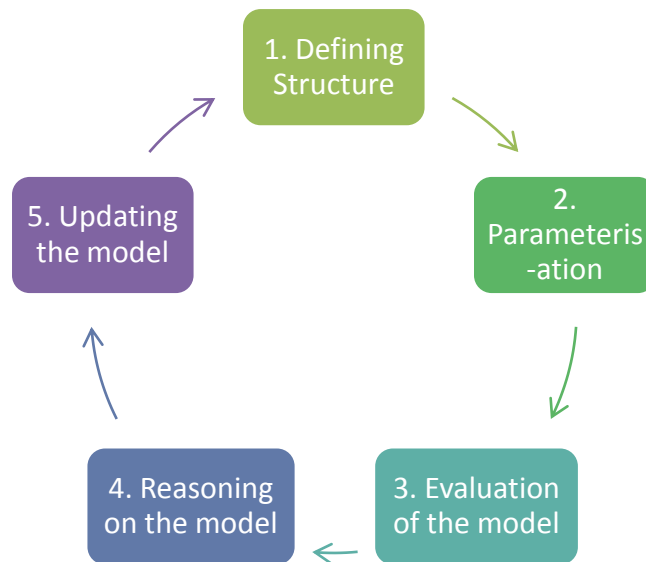 1. Defining
Structure
2.
Parameteris
-ation
3. Evaluation
of the model
4. Reasoning
on the model
5. Updating
the model